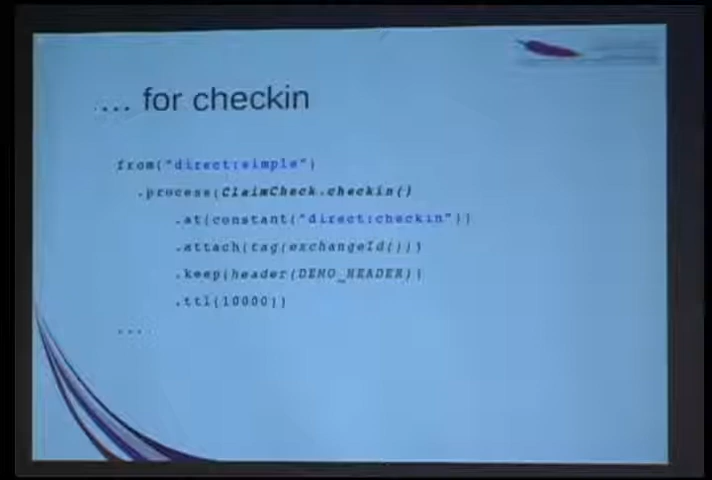 ... for checkin
from("direct:simple")
.process(ClaimCheck.checkin()
.at(constant("direct:checkin"))
.attach(tag(exchangeId()))
.keep(header(DEMO_HEADER))
.ttl(10000))
...